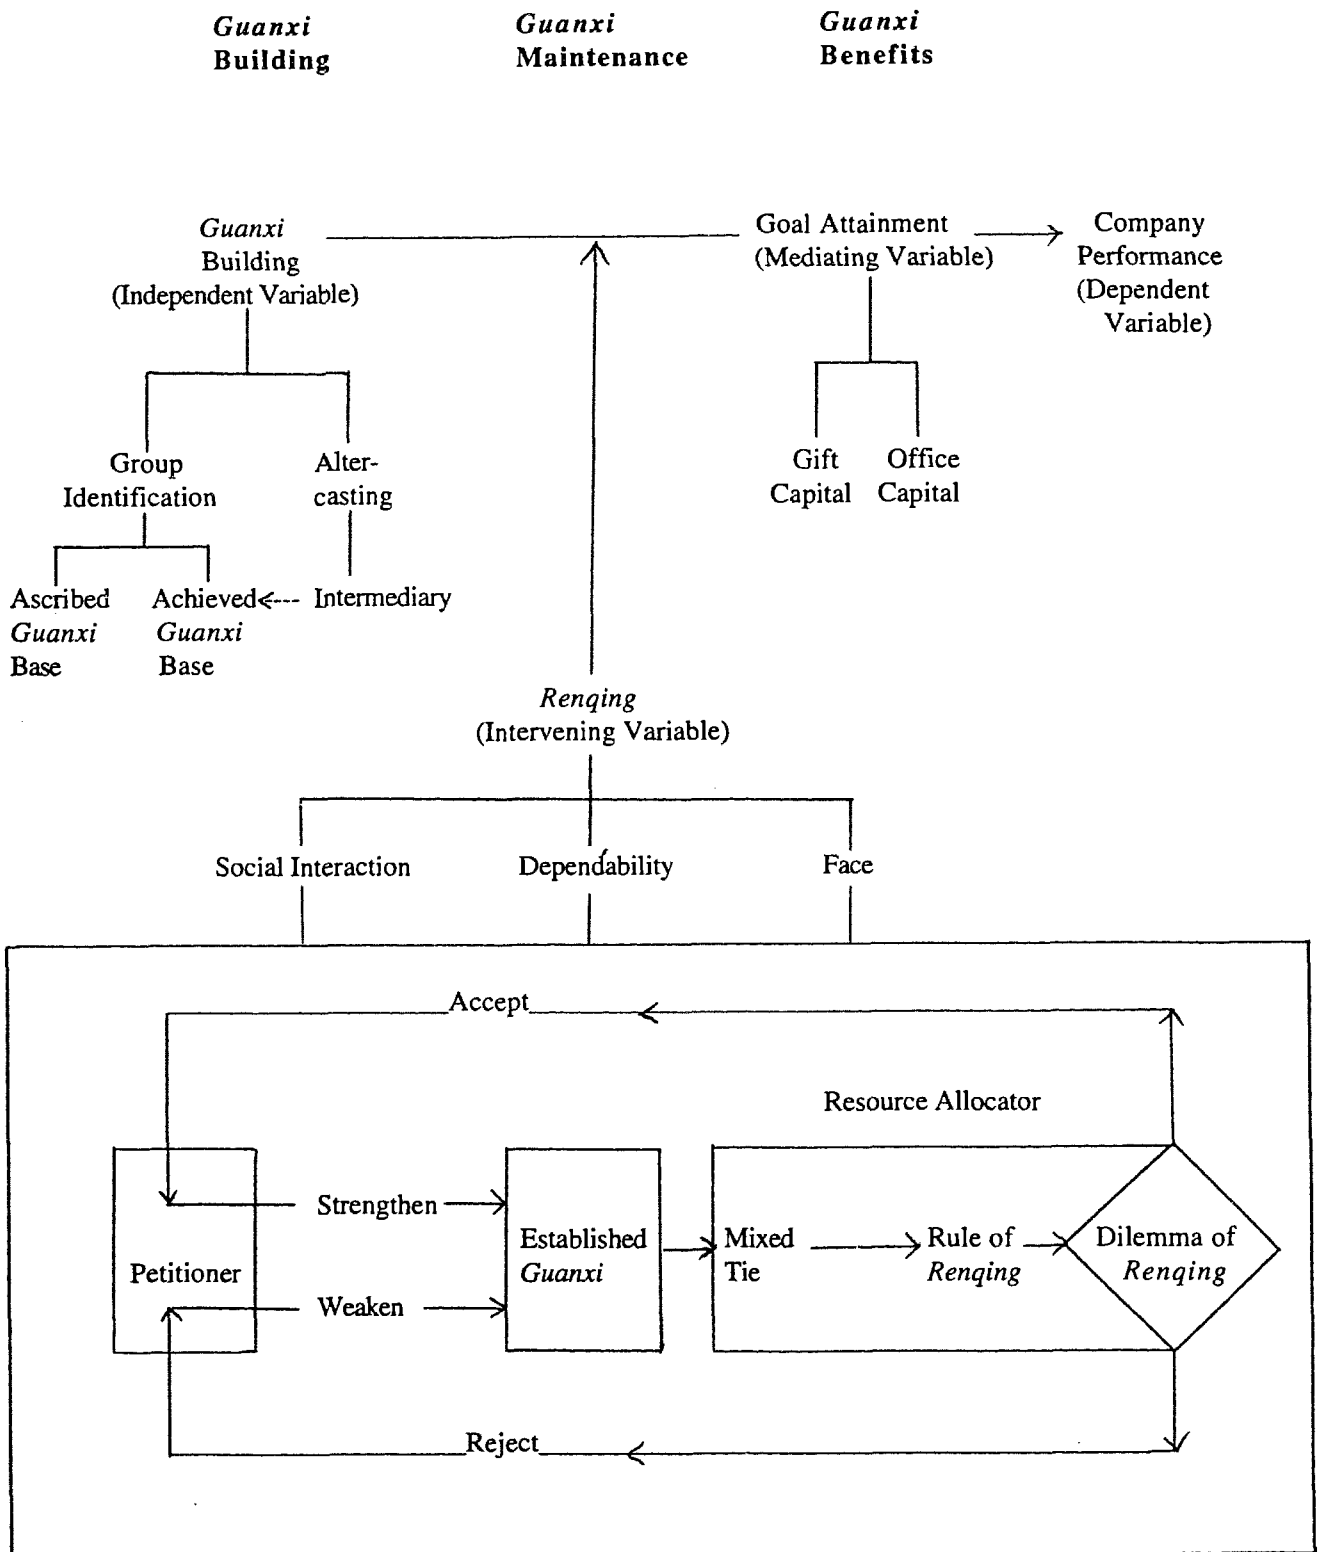 Guanxi
Building
Guanxi
Maintenance
Guanxi
Benefits
Guanxi
Building
(Independent Variable)
Goal Attainment
(Mediating Variable)
Company
Performance
(Dependent
Variable)
Group
Identification
Alter-
casting
Gift
Capital
Office
Capital
Ascribed
Guanxi
Base
Achieved
Guanxi
Base
Intermediary
Renqing
(Intervening Variable)
Social Interaction
Dependability
Face
Accept
Resource Allocator
Petitioner
Strengthen
Weaken
Established
Guanxi
Mixed
Tie
Rule of
Renqing
Dilemma of
Renqing
Reject